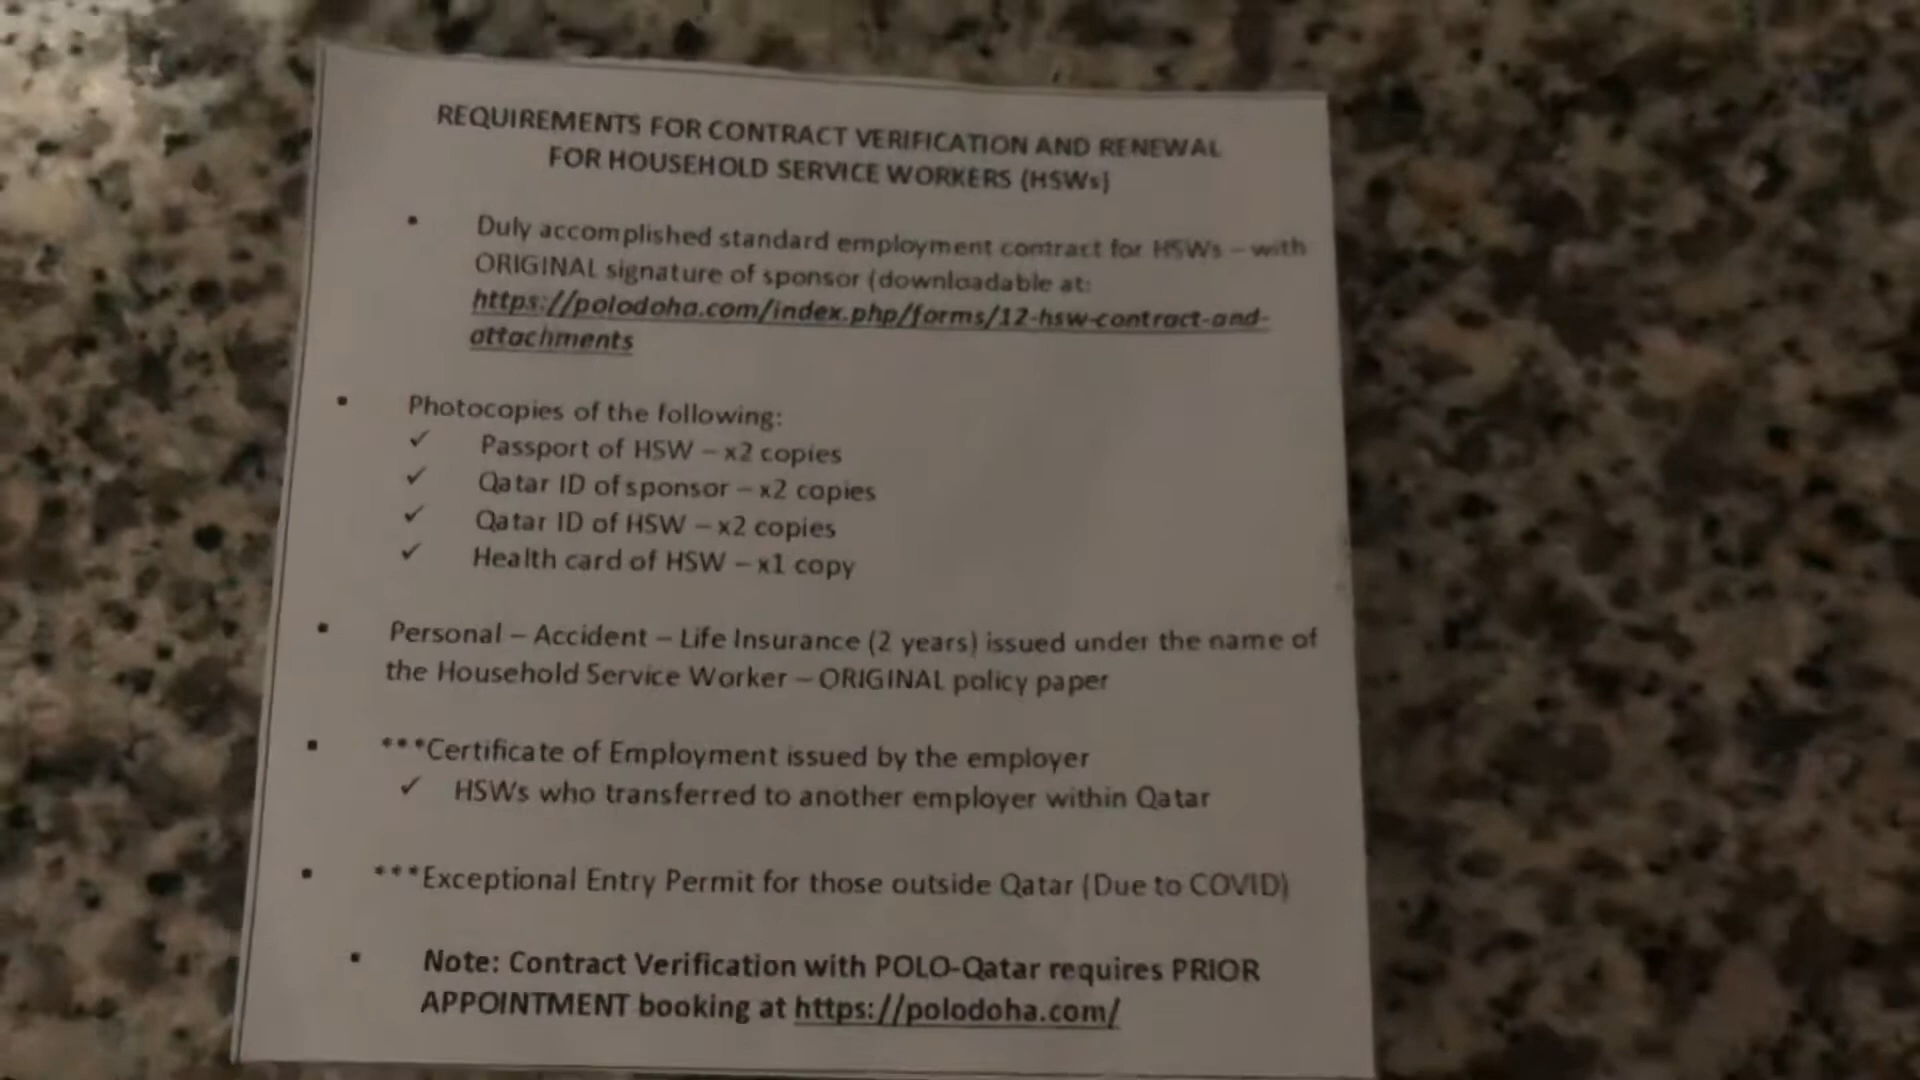 REQUIREMENTS FOR CONTRACT VERIFICATION AND RENEWAL
FOR HOUSEHOLD SERVICE WORKERS (HSWs)
▪ Duly accomplished standard employment contract for HSWs – with
ORIGINAL signature of sponsor (downloadable at:
https://polodoha.com/index.php/forms/12-hsw-contract-and-
attachments
▪ Photocopies of the following:
✓ Passport of HSW – x2 copies
✓ Qatar ID of sponsor – x2 copies
✓ Qatar ID of HSW – x2 copies
✓ Health card of HSW – x1 copy
▪ Personal – Accident – Life Insurance (2 years) issued under the name of
the Household Service Worker – ORIGINAL policy paper
▪ ***Certificate of Employment issued by the employer
✓ HSWs who transferred to another employer within Qatar
▪ ***Exceptional Entry Permit for those outside Qatar (Due to COVID)
▪ Note: Contract Verification with POLO-Qatar requires PRIOR
APPOINTMENT booking at https://polodoha.com/